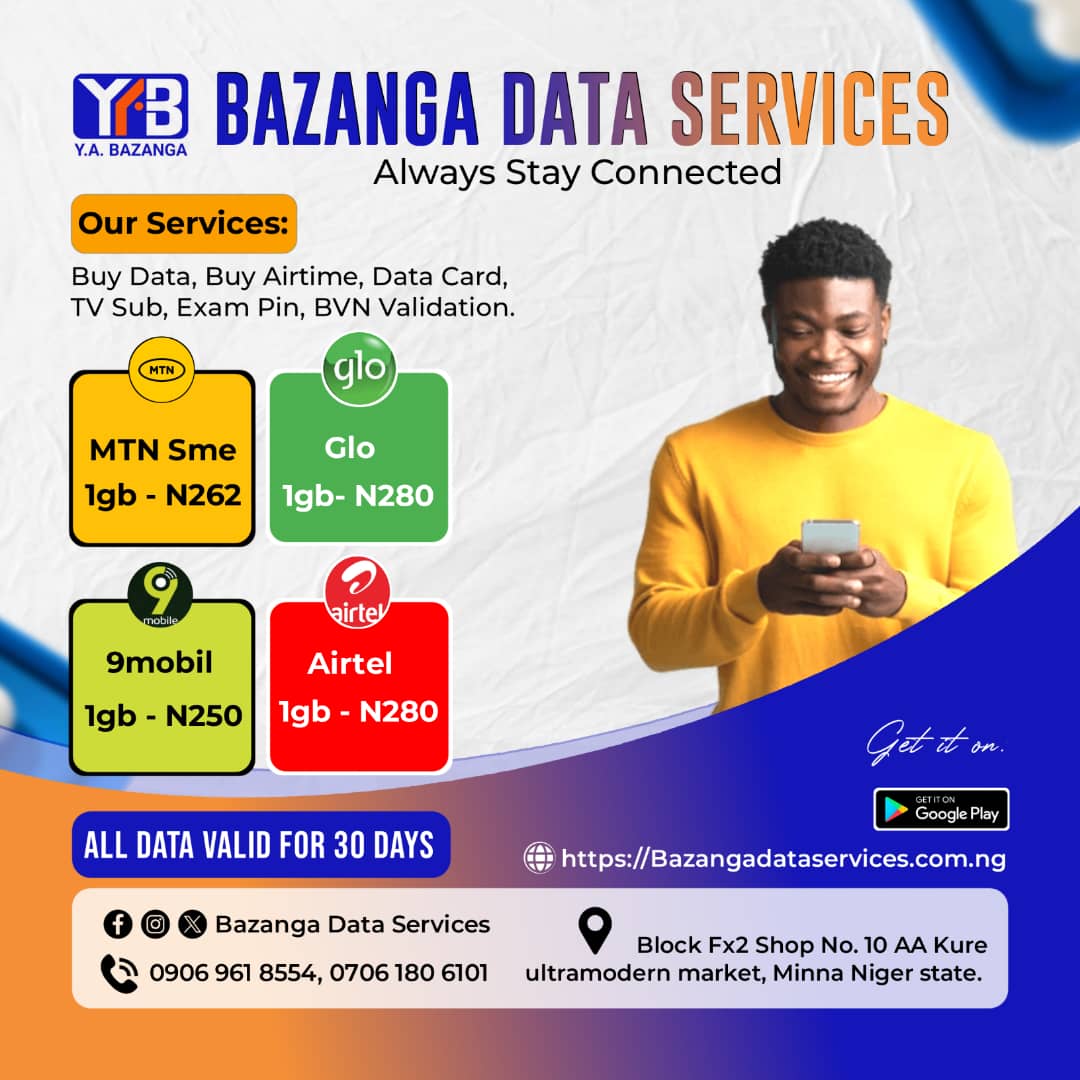 YAB
Y.A. BAZANGA
BAZANGA DATA SERVICES
Always Stay Connected
Our Services:
Buy Data, Buy Airtime, Data Card,
TV Sub, Exam Pin, BVN Validation.
MTN
MTN Sme
1gb - N262
glo
Glo
1gb- N280
9
mobile
9mobil
1gb - N250
airtel
Airtel
1gb - N280
Get it on.
GET IT ON
Google Play
ALL DATA VALID FOR 30 DAYS
https://Bazangadataservices.com.ng
Bazanga Data Services
0906 961 8554, 0706 180 6101
Block Fx2 Shop No. 10 AA Kure
ultramodern market, Minna Niger state.